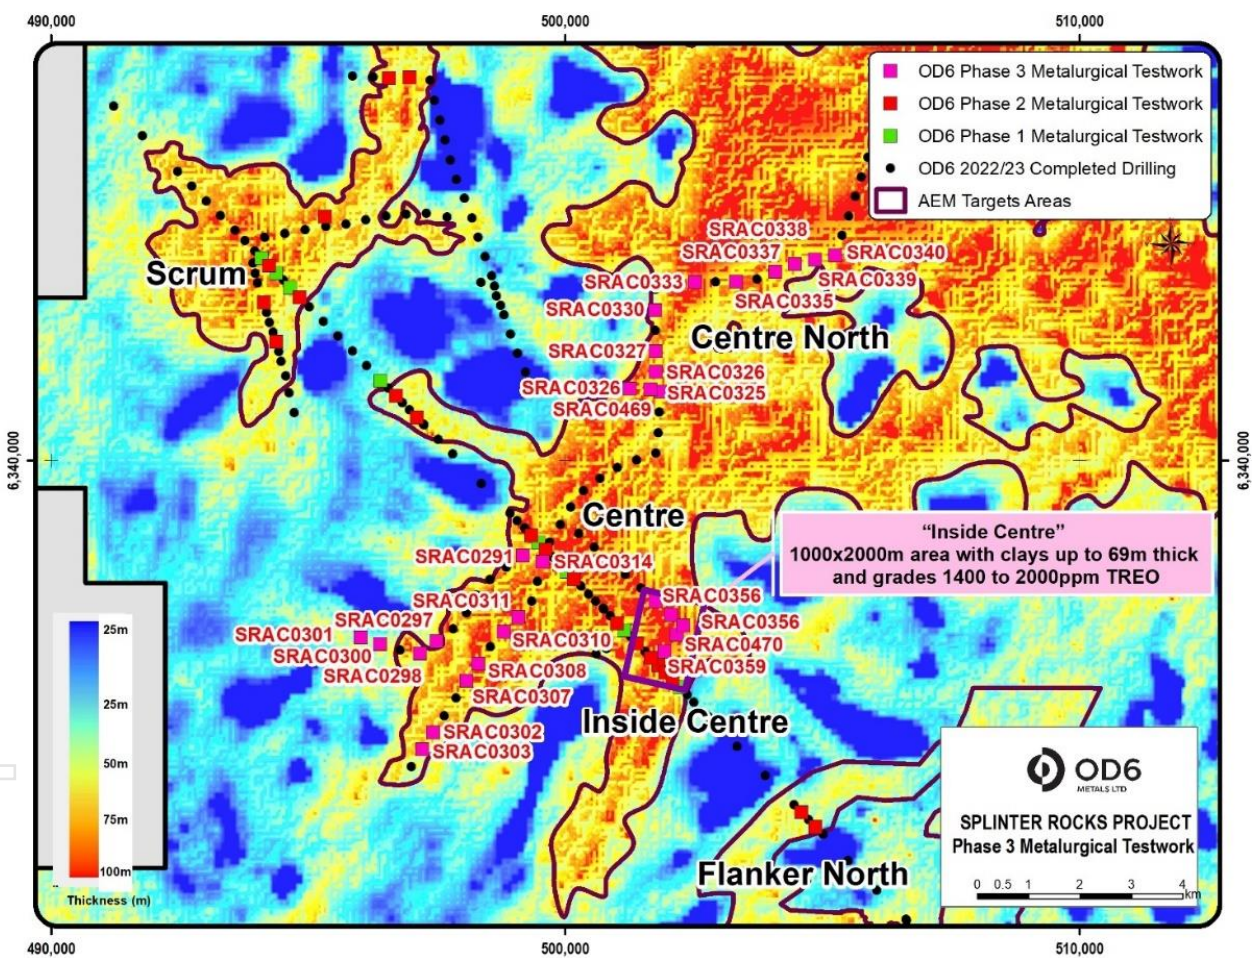 490,000
500,000
510,000
OD6 Phase 3 Metalurgical Testwork
OD6 Phase 2 Metalurgical Testwork
OD6 Phase 1 Metalurgical Testwork
OD6 2022/23 Completed Drilling
AEM Targets Areas
SRAC0338
SRAC0337
SRAC0340
Scrum
SRAC0333
SRAC0339
SRAC0335
SRAC0330
Centre North
SRAC0327
SRAC0326
SRAC0326
SRAC0325
SRAC0469
6,340,000
6,340,000
Centre
“Inside Centre”
1000x2000m area with clays up to 69m thick
and grades 1400 to 2000ppm TREO
SRAC0291
SRAC0314
SRAC0311
SRAC0356
SRAC0297
SRAC0356
SRAC0301
SRAC0310
SRAC0470
SRAC0300
SRAC0359
SRAC0298
SRAC0308
SRAC0307
Inside Centre
SRAC0302
SRAC0303
25m
25m
50m
75m
100m
Thickness (m)
OD6
METALS LTD
SPLINTER ROCKS PROJECT
Phase 3 Metalurgical Testwork
0 0.5 1 2 3 4
km
Flanker North
490,000
500,000
510,000